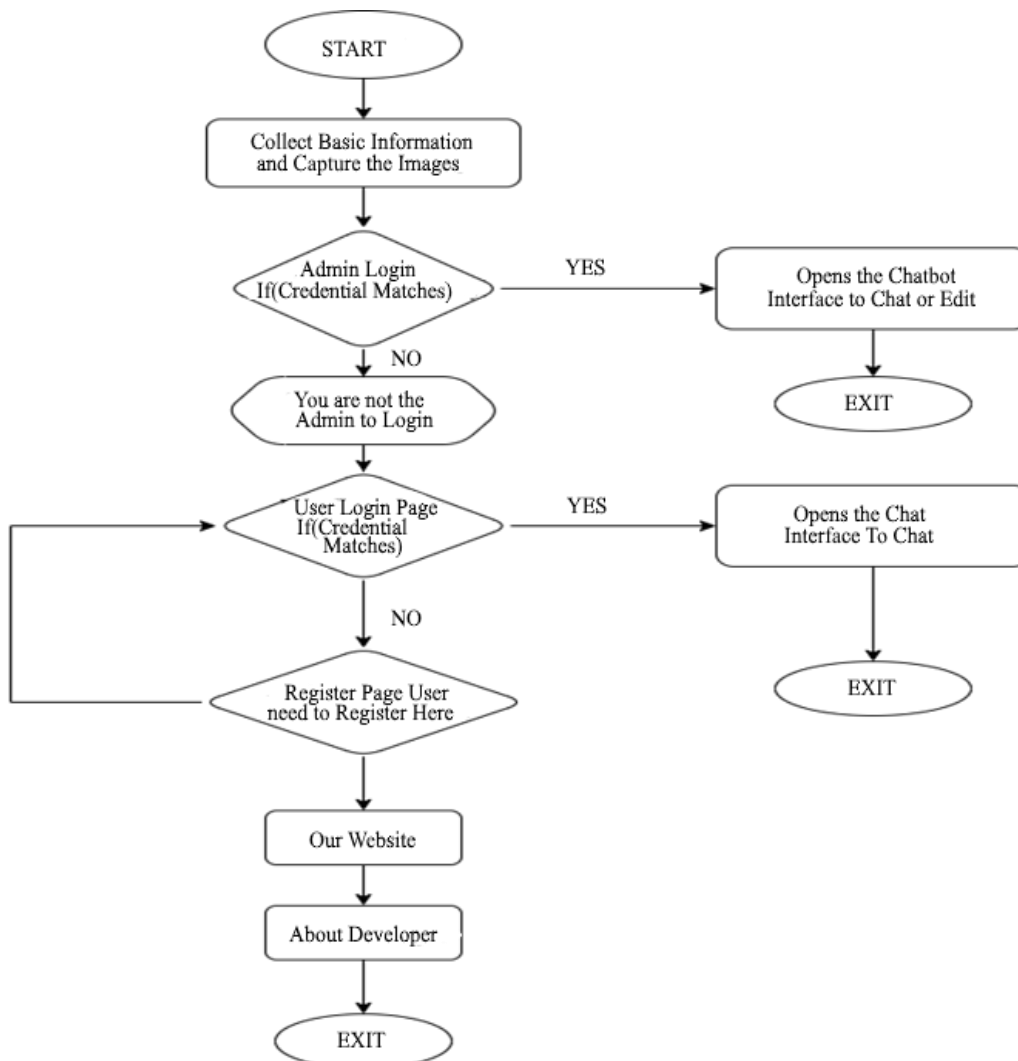 START
Collect Basic Information
and Capture the Images
Admin Login
If(Credential Matches)
YES
Opens the Chatbot
Interface to Chat or Edit
NO
EXIT
You are not the
Admin to Login
User Login Page
If(Credential
Matches)
YES
Opens the Chat
Interface To Chat
NO
EXIT
Register Page User
need to Register Here
Our Website
About Developer
EXIT